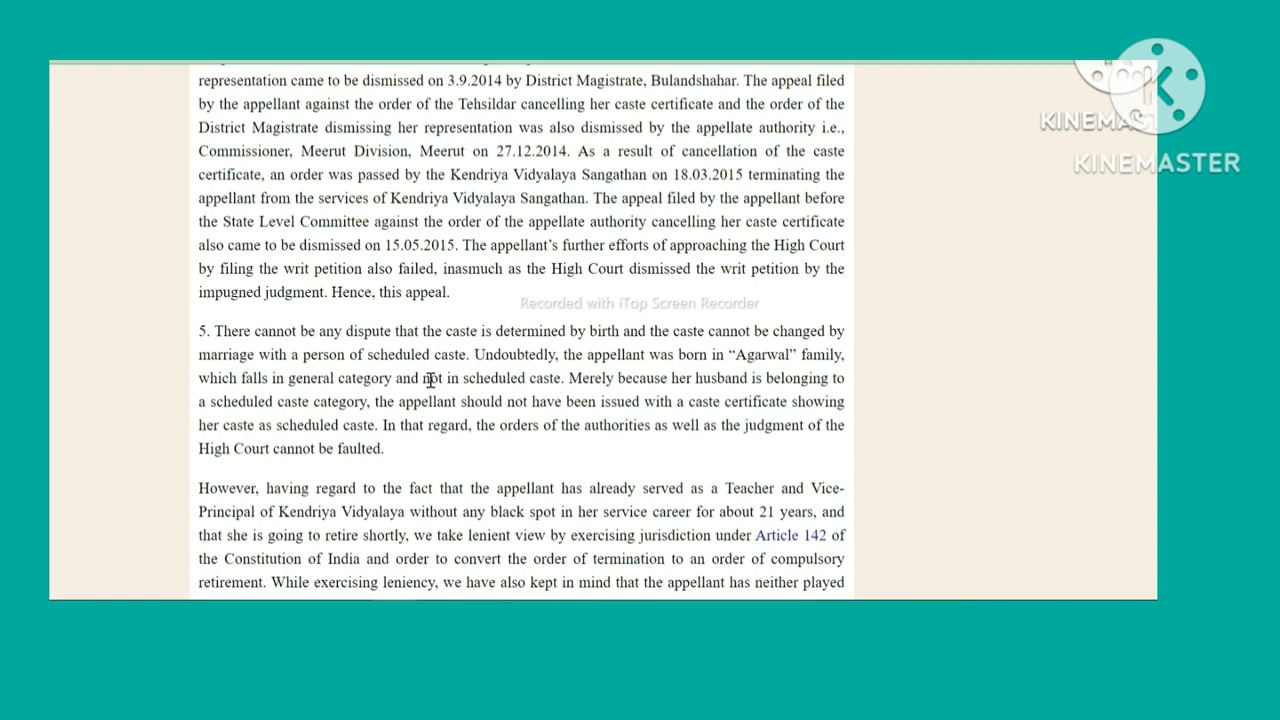 representation came to be dismissed on 3.9.2014 by District Magistrate, Bulandshahar. The appeal filed
by the appellant against the order of the Tehsildar cancelling her caste certificate and the order of the
District Magistrate dismissing her representation was also dismissed by the appellate authority i.e.,
Commissioner, Meerut Division, Meerut on 27.12.2014. As a result of cancellation of the caste
certificate, an order was passed by the Kendriya Vidyalaya Sangathan on 18.03.2015 terminating the
appellant from the services of Kendriya Vidyalaya Sangathan. The appeal filed by the appellant before
the State Level Committee against the order of the appellate authority cancelling her caste certificate
also came to be dismissed on 15.05.2015. The appellant's further efforts of approaching the High Court
by filing the writ petition also failed, inasmuch as the High Court dismissed the writ petition by the
impugned judgment. Hence, this appeal.
Recorded with iTop Screen Recorder
5. There cannot be any dispute that the caste is determined by birth and the caste cannot be changed by
marriage with a person of scheduled caste. Undoubtedly, the appellant was born in “Agarwal” family,
which falls in general category and not in scheduled caste. Merely because her husband is belonging to
a scheduled caste category, the appellant should not have been issued with a caste certificate showing
her caste as scheduled caste. In that regard, the orders of the authorities as well as the judgment of the
High Court cannot be faulted.
However, having regard to the fact that the appellant has already served as a Teacher and Vice-
Principal of Kendriya Vidyalaya without any black spot in her service career for about 21 years, and
that she is going to retire shortly, we take lenient view by exercising jurisdiction under Article 142 of
the Constitution of India and order to convert the order of termination to an order of compulsory
retirement. While exercising leniency, we have also kept in mind that the appellant has neither played
KINEMAST
KINEMASTER